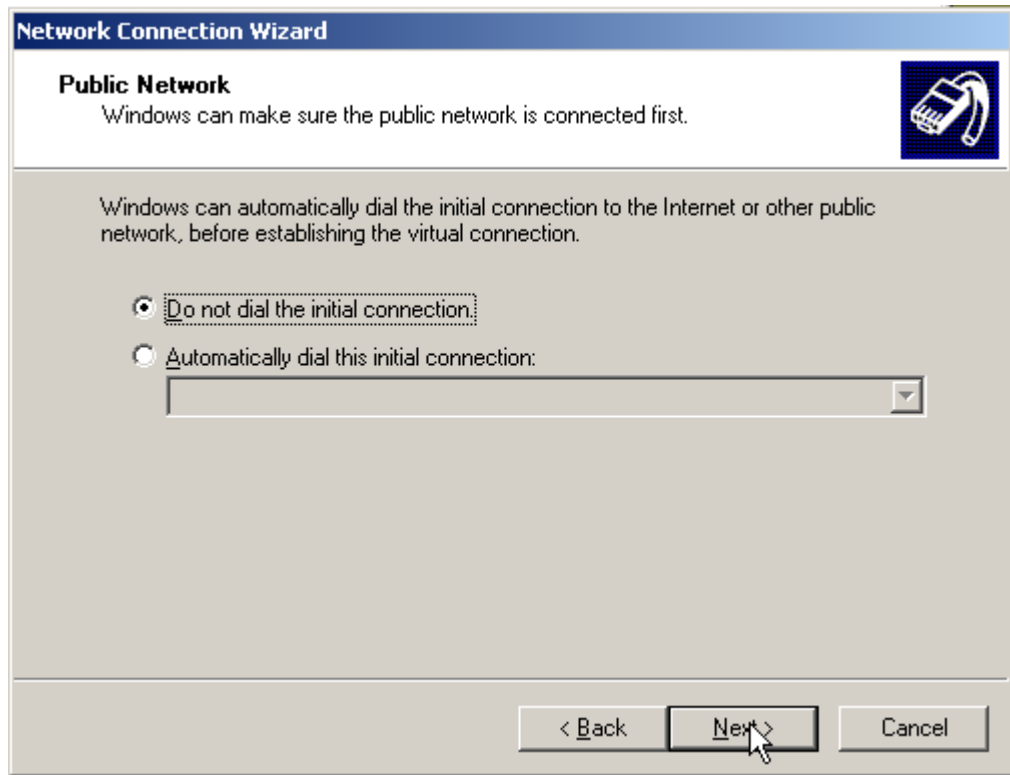 Network Connection Wizard
Public Network
Windows can make sure the public network is connected first.
Windows can automatically dial the initial connection to the Internet or other public
network, before establishing the virtual connection.
Do not dial the initial connection.
Automatically dial this initial connection:
< Back Next > Cancel